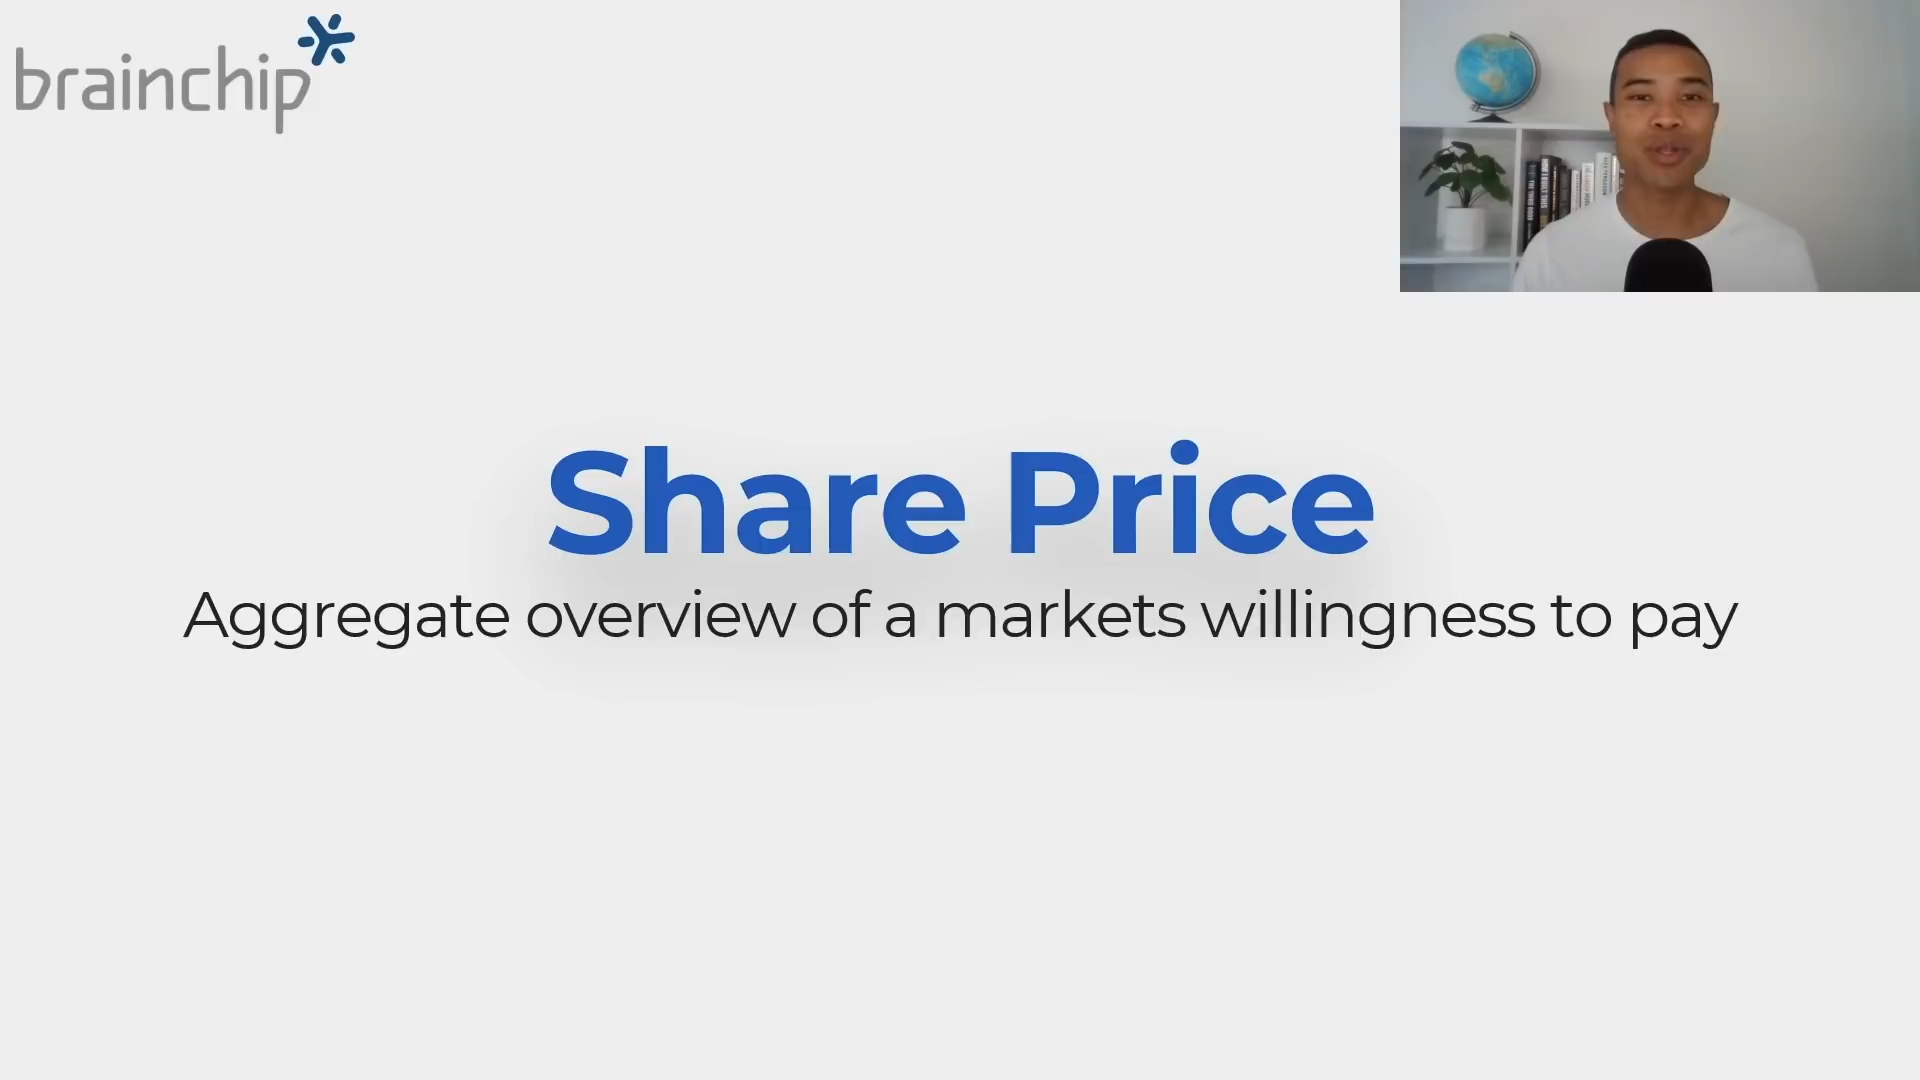 brainchip
Share Price
Aggregate overview of a markets willingness to pay